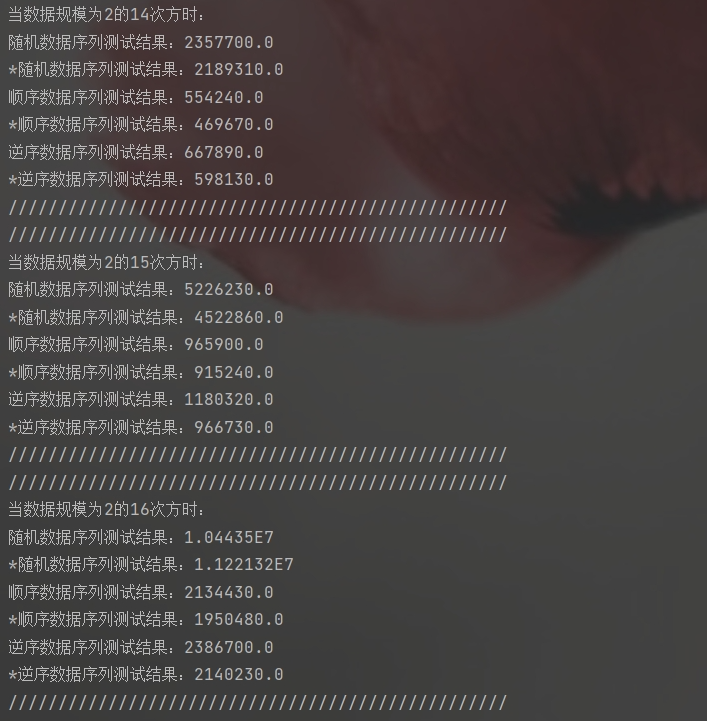 当数据规模为2的14次方时：
随机数据序列测试结果：2357700.0
*随机数据序列测试结果：2189310.0
顺序数据序列测试结果：554240.0
*顺序数据序列测试结果：469670.0
逆序数据序列测试结果：667890.0
*逆序数据序列测试结果：598130.0
//////////////////////////////////////////////////
//////////////////////////////////////////////////
当数据规模为2的15次方时：
随机数据序列测试结果：5226230.0
*随机数据序列测试结果：4522860.0
顺序数据序列测试结果：965900.0
*顺序数据序列测试结果：915240.0
逆序数据序列测试结果：1180320.0
*逆序数据序列测试结果：966730.0
//////////////////////////////////////////////////
//////////////////////////////////////////////////
当数据规模为2的16次方时：
随机数据序列测试结果：1.04435E7
*随机数据序列测试结果：1.122132E7
顺序数据序列测试结果：2134430.0
*顺序数据序列测试结果：1950480.0
逆序数据序列测试结果：2386700.0
*逆序数据序列测试结果：2140230.0
//////////////////////////////////////////////////